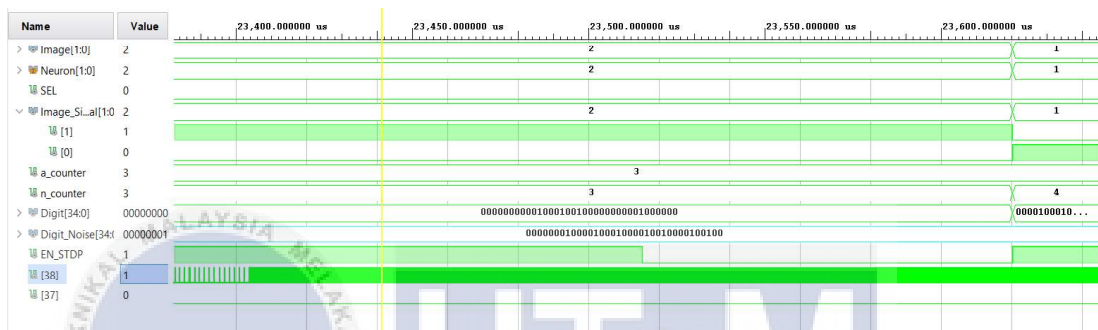 Name Value 23,400.000000 us 23,450.000000 us 23,500.000000 us 23,550.000000 us 23,600.000000 us
Image[1:0] 2 2 1
Neuron[1:0] 2 2 1
SEL 0
Image_Si...al[1:0 2 2 1
[1] 1
[0] 0
a_counter 3 3
n_counter 3 3 4
Digit[34:0] 00000000 0000100010...
Digit_Noise[34:( 00000001
EN_STDP 1
[38] 1
[37] 0
MALAYSIA